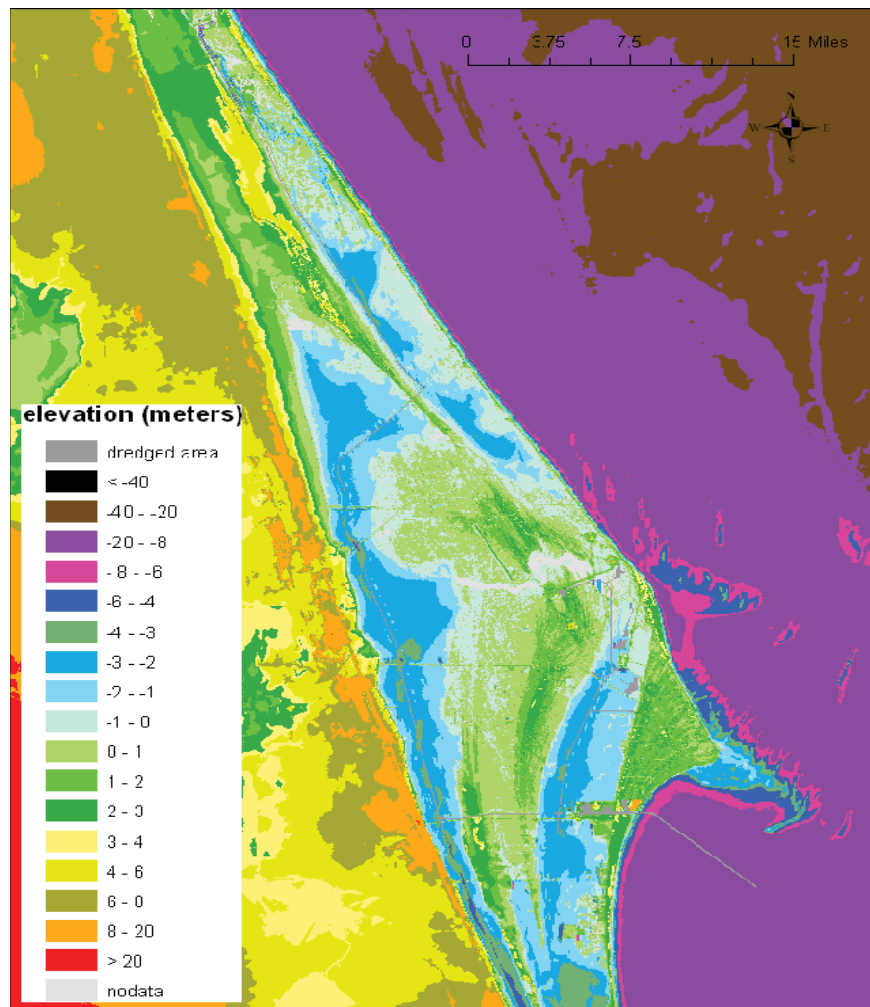 0 3.75 7.5 15 Miles
N
W E
S
elevation (meters)
dredged area
< -40
-40 - -20
-20 - -8
- 8 - -6
-6 - -4
-4 - -3
-3 - -2
-2 - -1
-1 - 0
0 - 1
1 - 2
2 - 3
3 - 4
4 - 6
6 - 0
8 - 20
> 20
nodata